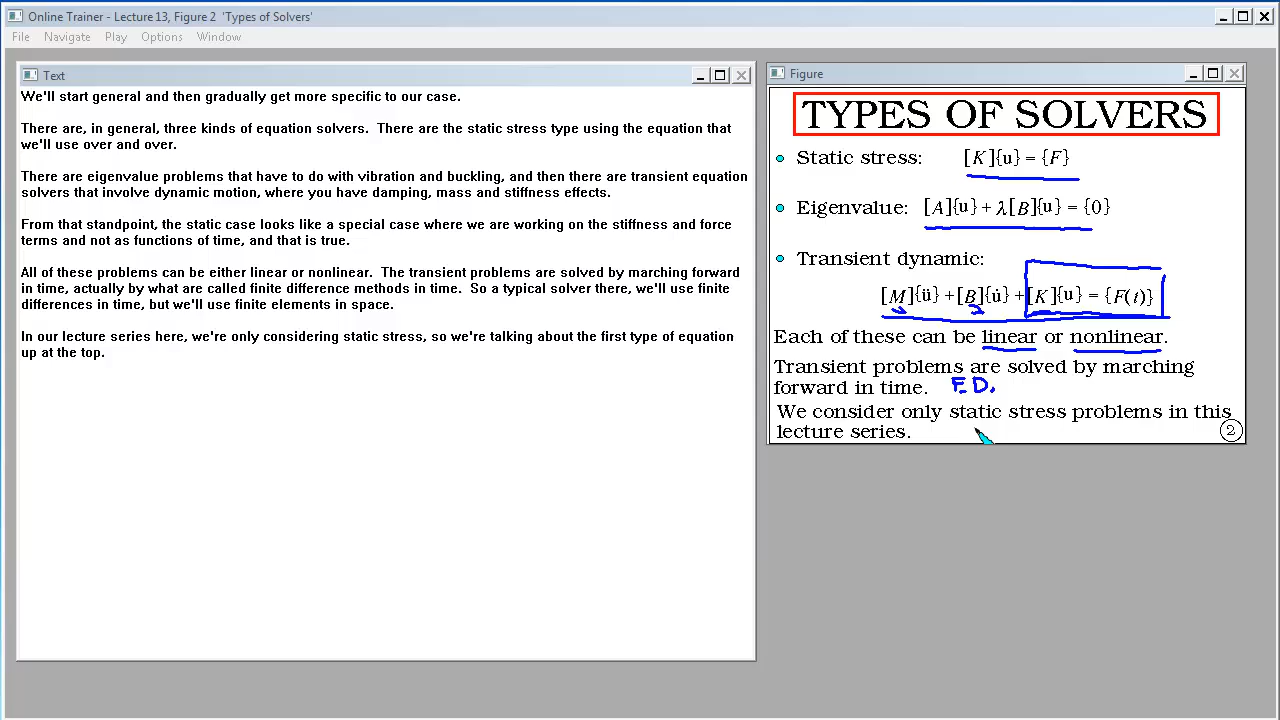 Online Trainer - Lecture 13, Figure 2 'Types of Solvers'
File Navigate Play Options Window
Text
We'll start general and then gradually get more specific to our case.
There are, in general, three kinds of equation solvers. There are the static stress type using the equation that
we'll use over and over.
There are eigenvalue problems that have to do with vibration and buckling, and then there are transient equation
solvers that involve dynamic motion, where you have damping, mass and stiffness effects.
From that standpoint, the static case looks like a special case where we are working on the stiffness and force
terms and not as functions of time, and that is true.
All of these problems can be either linear or nonlinear. The transient problems are solved by marching forward
in time, actually by what are called finite difference methods in time. So a typical solver there, we'll use finite
differences in time, but we'll use finite elements in space.
In our lecture series here, we're only considering static stress, so we're talking about the first type of equation
up at the top.
Figure
TYPES OF SOLVERS
• Static stress: [K]{u} = {F}
• Eigenvalue: [A]{u} + λ[B]{u} = {0}
• Transient dynamic:
[M]{ü} + [B]{u̇} + [K]{u} = {F(t)}
Each of these can be linear or nonlinear.
Transient problems are solved by marching
forward in time. F.D.
We consider only static stress problems in this
lecture series.
2